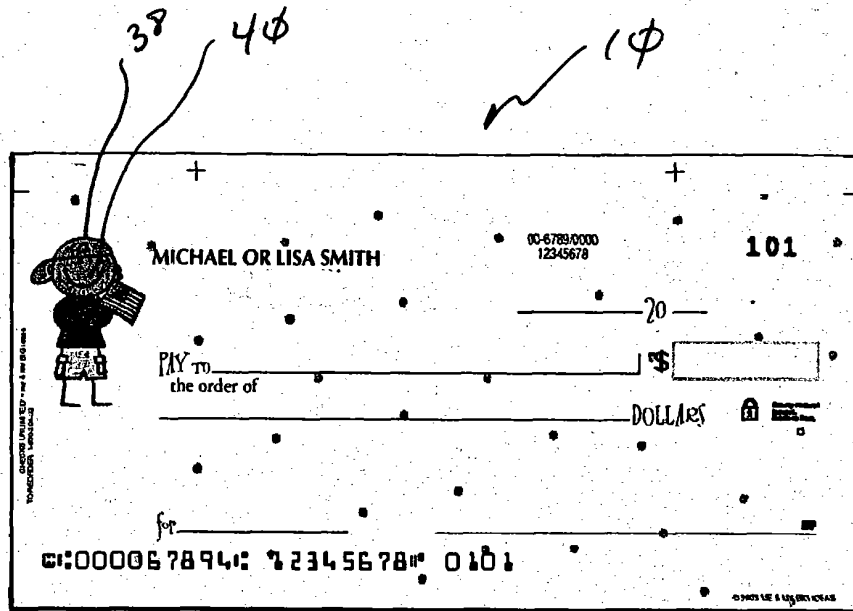 38 40 10
MICHAEL OR LISA SMITH
00-6789/0000
12345678
101
20
PAY TO
the order of
$
DOLLARS
for
⑆000067894⑆ 12345678⑈ 0101